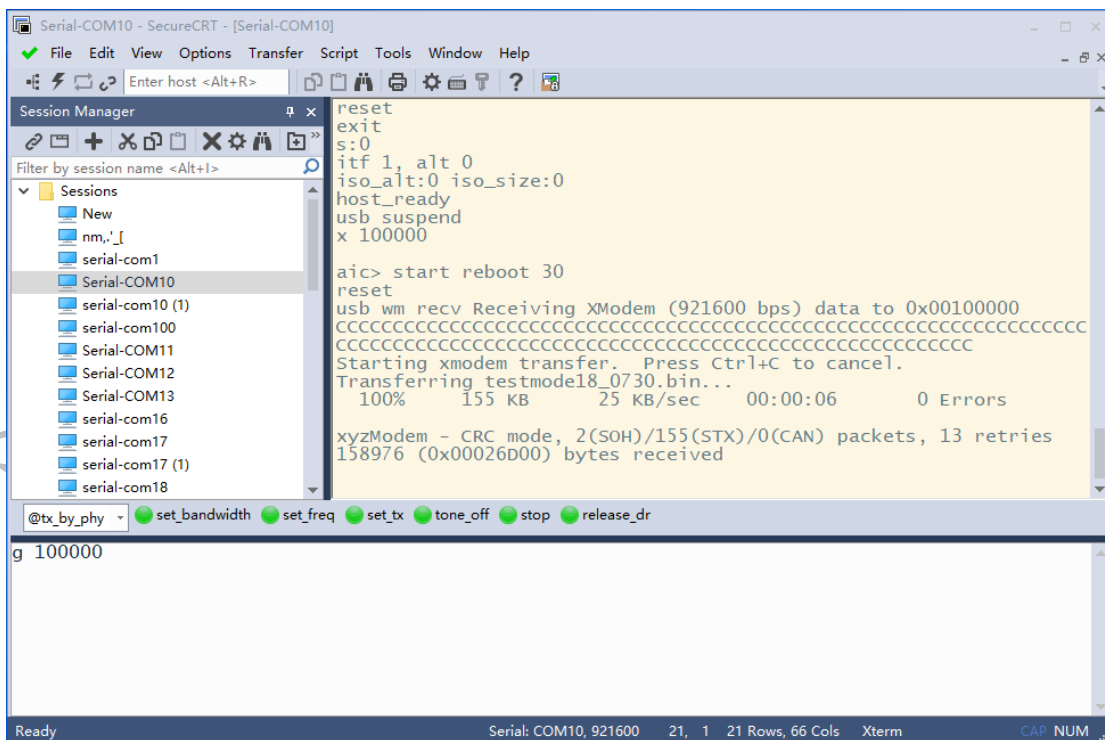 Serial-COM10 - SecureCRT - [Serial-COM10]
File Edit View Options Transfer Script Tools Window Help
Enter host <Alt+R>
Session Manager
Filter by session name <Alt+I>
Sessions
New
nm,.'_[
serial-com1
Serial-COM10
serial-com10 (1)
serial-com100
Serial-COM11
Serial-COM12
Serial-COM13
serial-com16
serial-com17
serial-com17 (1)
serial-com18
reset
exit
s:0
itf 1, alt 0
iso_alt:0 iso_size:0
host_ready
usb suspend
x 100000
aic> start reboot 30
reset
usb wm recv Receiving XModem (921600 bps) data to 0x00100000
CCCCCCCCCCCCCCCCCCCCCCCCCCCCCCCCCCCCCCCCCCCCCCCCCCCCCCCCCCCCCCCCCC
CCCCCCCCCCCCCCCCCCCCCCCCCCCCCCCCCCCCCCCCCCCCCCCCCCCCCCCC
Starting xmodem transfer.  Press Ctrl+C to cancel.
Transferring testmode18_0730.bin...
100% 155 KB 25 KB/sec 00:00:06 0 Errors
xyzModem - CRC mode, 2(SOH)/155(STX)/0(CAN) packets, 13 retries
158976 (0x00026D00) bytes received
@tx_by_phy set_bandwidth set_freq set_tx tone_off stop release_dr
g 100000
Ready Serial: COM10, 921600 21, 1 21 Rows, 66 Cols Xterm CAP NUM